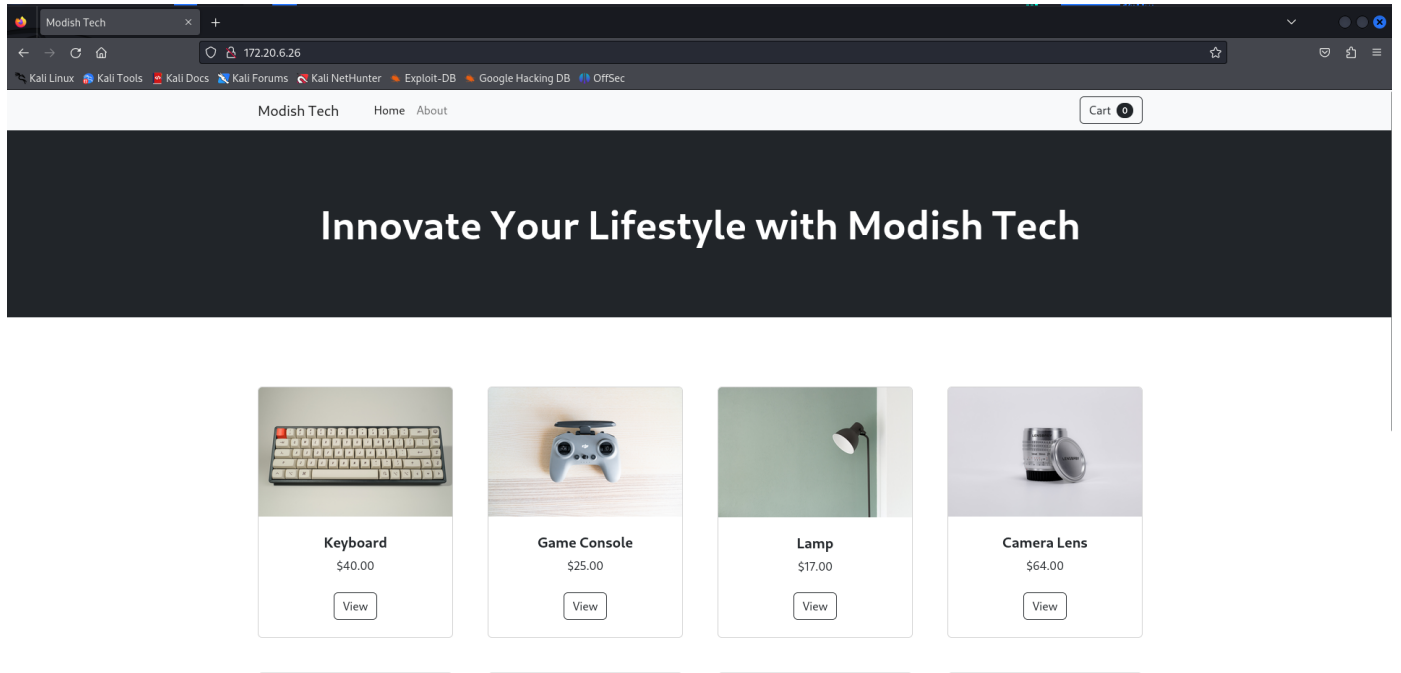 Modish Tech
172.20.6.26
Kali Linux Kali Tools Kali Docs Kali Forums Kali NetHunter Exploit-DB Google Hacking DB OffSec
Modish Tech Home About Cart 0
Innovate Your Lifestyle with Modish Tech
Keyboard Game Console Lamp Camera Lens
$40.00 $25.00 $17.00 $64.00
View View View View